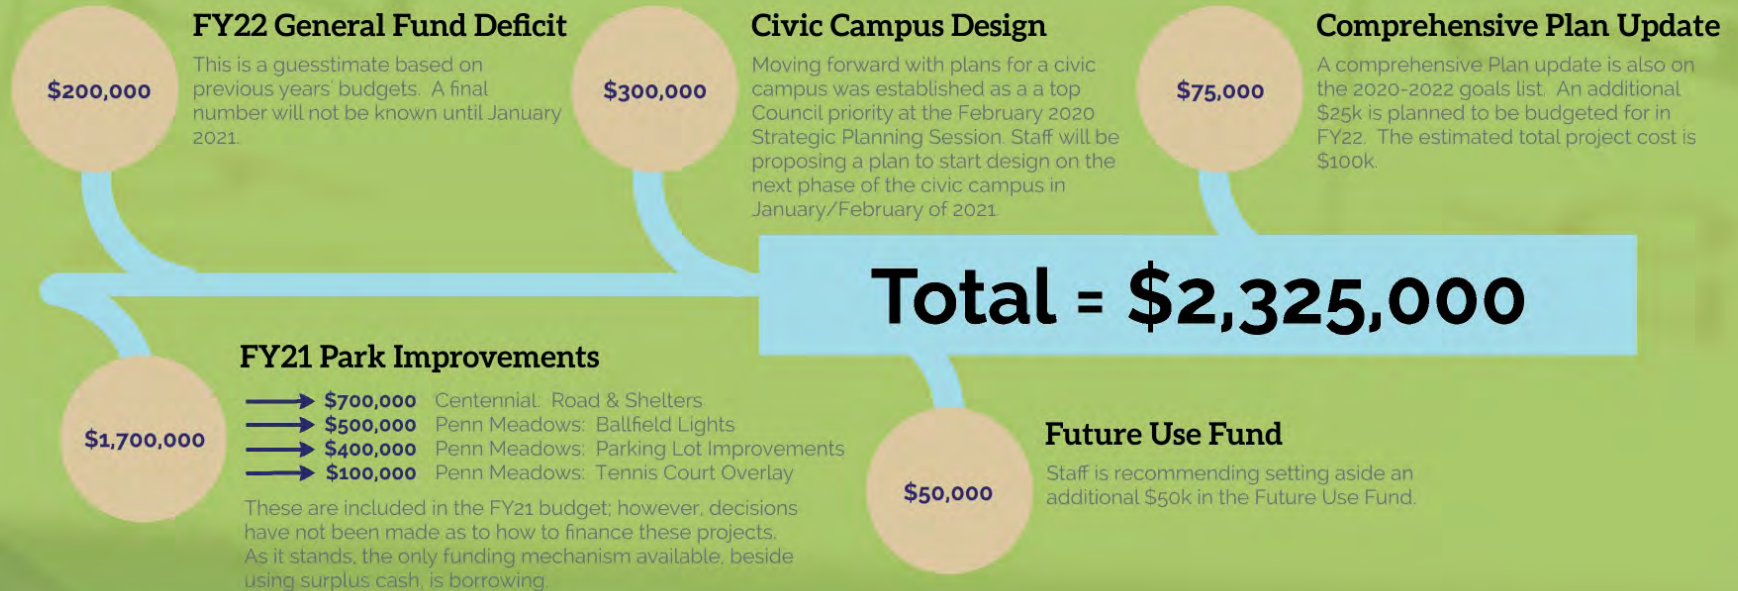 FY22 General Fund Deficit
$200,000
This is a guesstimate based on
previous years' budgets. A final
number will not be known until January
2021.
Civic Campus Design
$300,000
Moving forward with plans for a civic
campus was established as a a top
Council priority at the February 2020
Strategic Planning Session. Staff will be
proposing a plan to start design on the
next phase of the civic campus in
January/February of 2021.
Comprehensive Plan Update
$75,000
A comprehensive Plan update is also on
the 2020-2022 goals list. An additional
$25k is planned to be budgeted for in
FY22. The estimated total project cost is
$100k.
Total = $2,325,000
FY21 Park Improvements
$1,700,000
$700,000 Centennial: Road & Shelters
$500,000 Penn Meadows: Ballfield Lights
$400,000 Penn Meadows: Parking Lot Improvements
$100,000 Penn Meadows: Tennis Court Overlay
These are included in the FY21 budget; however, decisions
have not been made as to how to finance these projects.
As it stands, the only funding mechanism available, beside
using surplus cash, is borrowing.
Future Use Fund
$50,000
Staff is recommending setting aside an
additional $50k in the Future Use Fund.